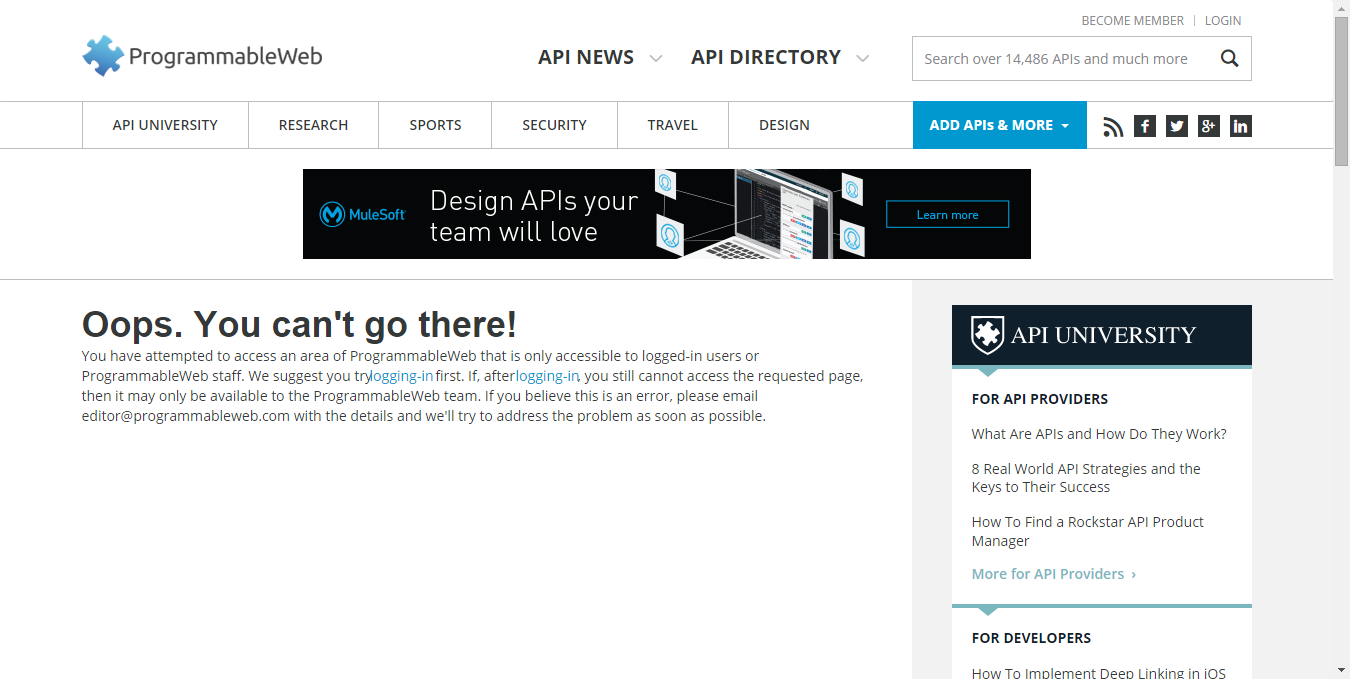 BECOME MEMBER | LOGIN
ProgrammableWeb
API NEWS
API DIRECTORY
Search over 14,486 APIs and much more
API UNIVERSITY
RESEARCH
SPORTS
SECURITY
TRAVEL
DESIGN
ADD APIs & MORE
MuleSoft
Design APIs your
team will love
Learn more
Oops. You can't go there!
You have attempted to access an area of ProgrammableWeb that is only accessible to logged-in users or
ProgrammableWeb staff. We suggest you try logging-in first. If, after logging-in, you still cannot access the requested page,
then it may only be available to the ProgrammableWeb team. If you believe this is an error, please email
editor@programmableweb.com with the details and we'll try to address the problem as soon as possible.
API UNIVERSITY
FOR API PROVIDERS
What Are APIs and How Do They Work?
8 Real World API Strategies and the
Keys to Their Success
How To Find a Rockstar API Product
Manager
More for API Providers ›
FOR DEVELOPERS
How To Implement Deep Linking in iOS